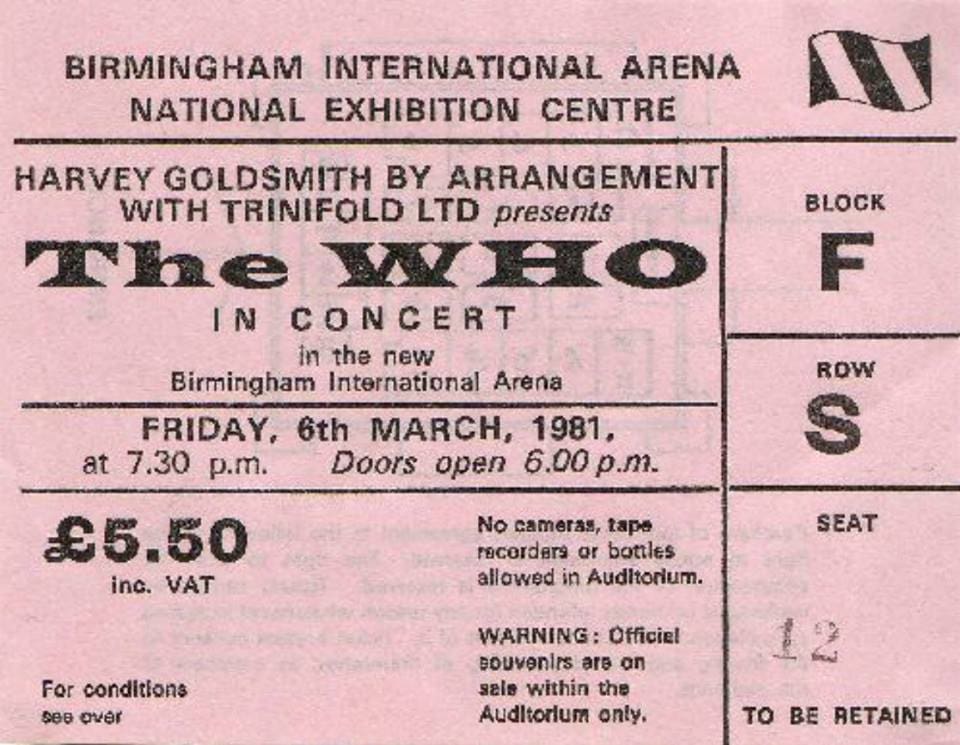 BIRMINGHAM INTERNATIONAL ARENA
NATIONAL EXHIBITION CENTRE
HARVEY GOLDSMITH BY ARRANGEMENT
WITH TRINIFOLD LTD presents
The WHO
IN CONCERT
in the new
Birmingham International Arena
FRIDAY, 6th MARCH, 1981,
at 7.30 p.m. Doors open 6.00 p.m.
£5.50
inc. VAT
For conditions
see over
No cameras, tape
recorders or bottles
allowed in Auditorium.
WARNING: Official
souvenirs are on
sale within the
Auditorium only.
BLOCK
F
ROW
S
SEAT
12
TO BE RETAINED